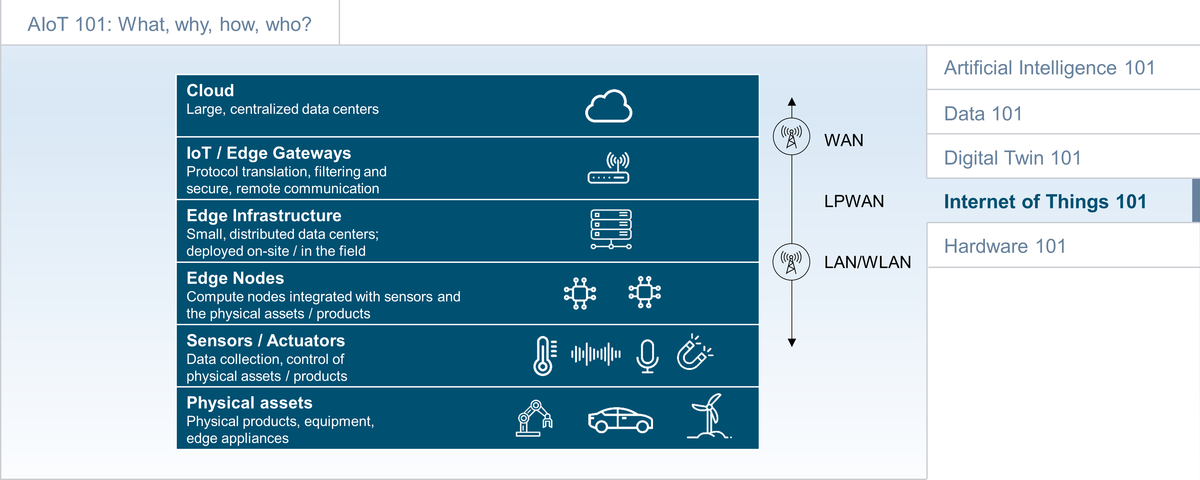 AIoT 101: What, why, how, who?
Cloud
Large, centralized data centers
IoT / Edge Gateways
Protocol translation, filtering and
secure, remote communication
Edge Infrastructure
Small, distributed data centers;
deployed on-site / in the field
Edge Nodes
Compute nodes integrated with sensors and
the physical assets / products
Sensors / Actuators
Data collection, control of
physical assets / products
Physical assets
Physical products, equipment,
edge appliances
WAN
LPWAN
LAN/WLAN
Artificial Intelligence 101
Data 101
Digital Twin 101
Internet of Things 101
Hardware 101